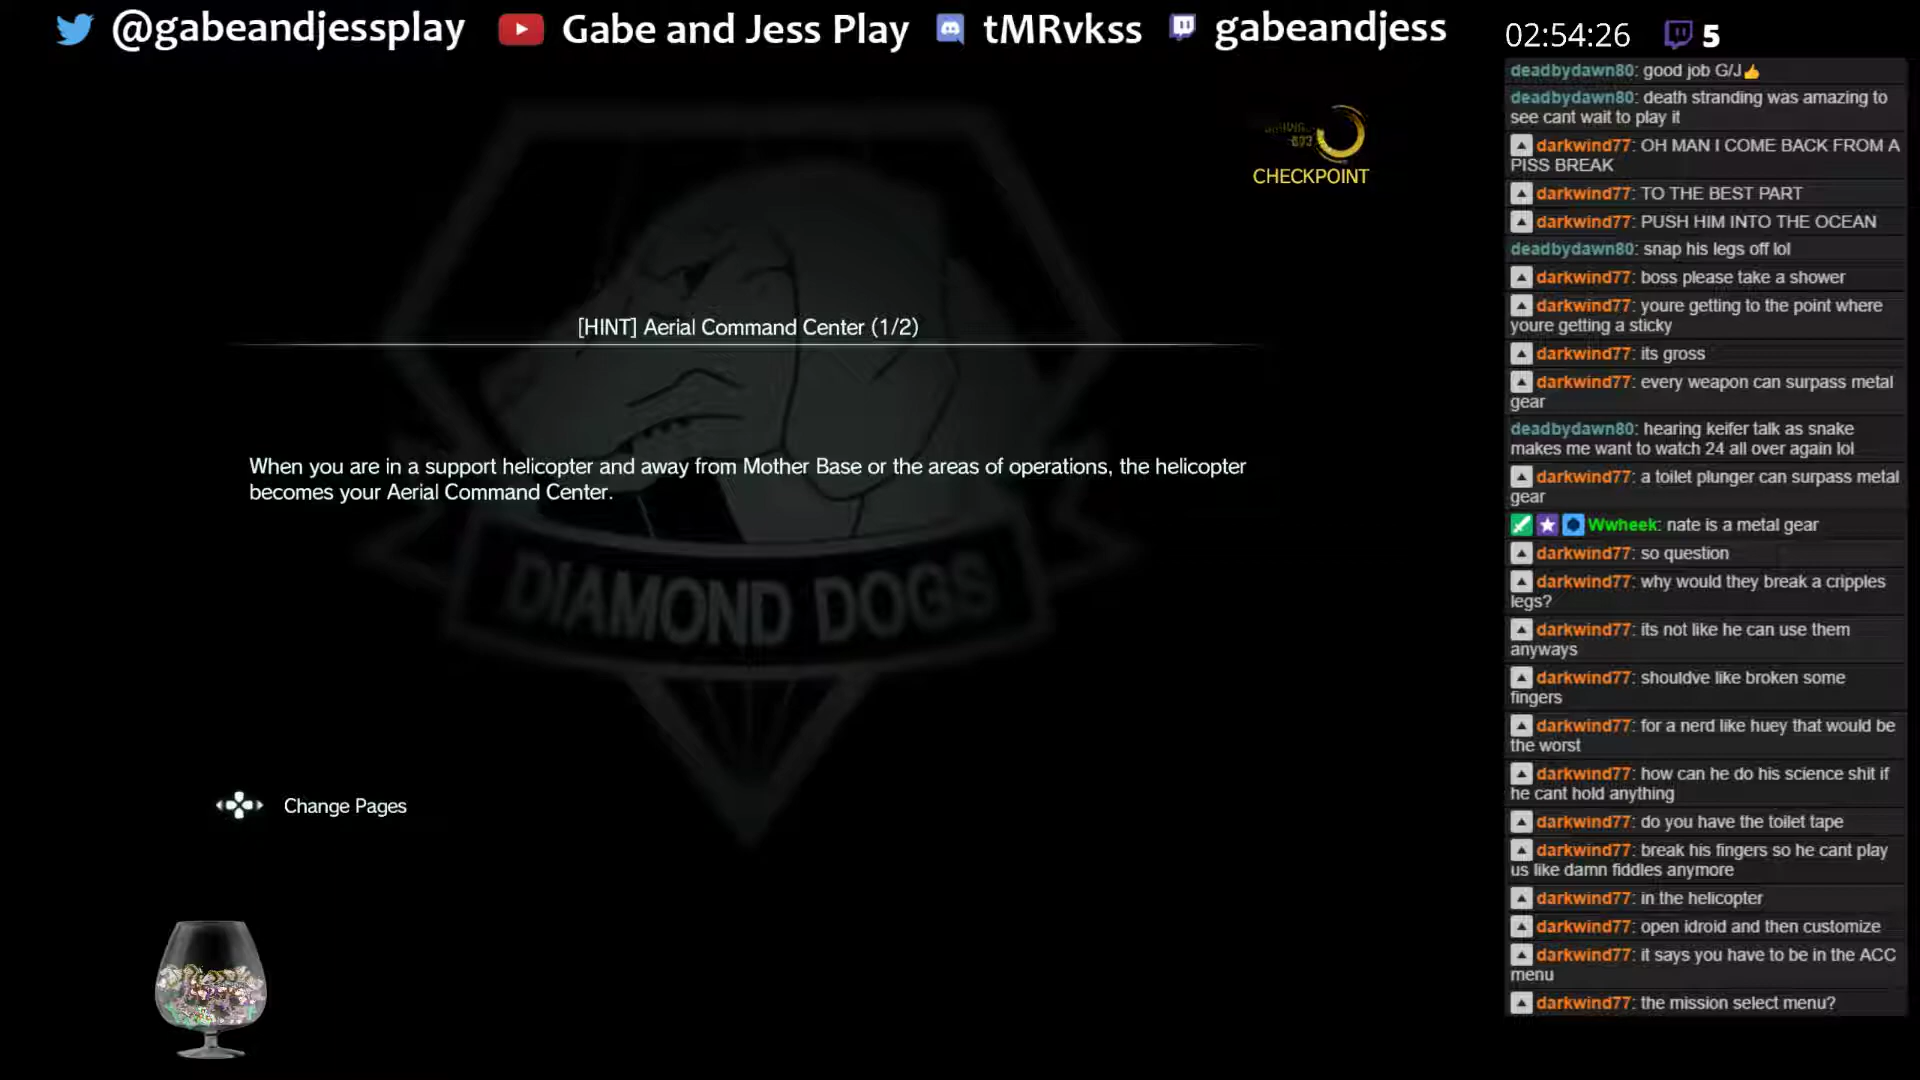 @gabeandjessplay Gabe and Jess Play tMRvkss gabeandjess
02:54:26 5
CHECKPOINT
[HINT] Aerial Command Center (1/2)
When you are in a support helicopter and away from Mother Base or the areas of operations, the helicopter
becomes your Aerial Command Center.
DIAMOND DOGS
Change Pages
deadbydawn80: good job G/J👍
deadbydawn80: death stranding was amazing to
see cant wait to play it
darkwind77: OH MAN I COME BACK FROM A
PISS BREAK
darkwind77: TO THE BEST PART
darkwind77: PUSH HIM INTO THE OCEAN
deadbydawn80: snap his legs off lol
darkwind77: boss please take a shower
darkwind77: youre getting to the point where
youre getting a sticky
darkwind77: its gross
darkwind77: every weapon can surpass metal
gear
deadbydawn80: hearing keifer talk as snake
makes me want to watch 24 all over again lol
darkwind77: a toilet plunger can surpass metal
gear
Wwheek: nate is a metal gear
darkwind77: so question
darkwind77: why would they break a cripples
legs?
darkwind77: its not like he can use them
anyways
darkwind77: shouldve like broken some
fingers
darkwind77: for a nerd like huey that would be
the worst
darkwind77: how can he do his science shit if
he cant hold anything
darkwind77: do you have the toilet tape
darkwind77: break his fingers so he cant play
us like damn fiddles anymore
darkwind77: in the helicopter
darkwind77: open idroid and then customize
darkwind77: it says you have to be in the ACC
menu
darkwind77: the mission select menu?